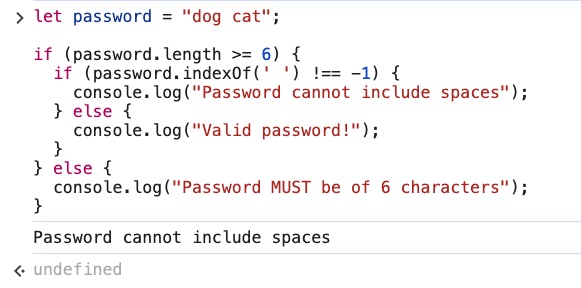 let password = "dog cat";

if (password.length >= 6) {
  if (password.indexOf(' ') !== -1) {
    console.log("Password cannot include spaces");
  } else {
    console.log("Valid password!");
  }
} else {
  console.log("Password MUST be of 6 characters");
}
Password cannot include spaces
undefined